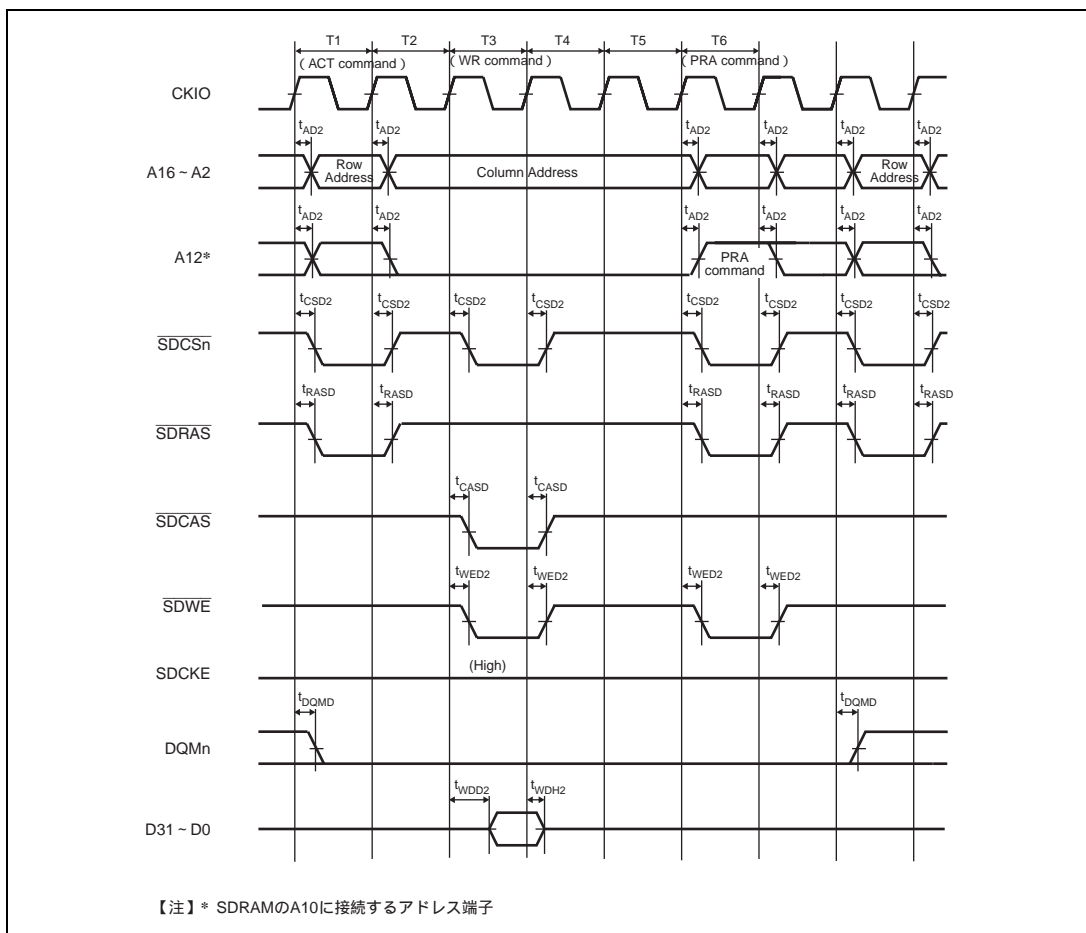 T1 T2 T3 T4 T5 T6
( ACT command ) ( WR command ) ( PRA command )
CKIO
tAD2 tAD2 tAD2 tAD2 tAD2 tAD2
A16 ~ A2 Row Address Column Address Row Address
tAD2 tAD2 tAD2 tAD2 tAD2 tAD2
A12* PRA command
tCSD2 tCSD2 tCSD2 tCSD2 tCSD2 tCSD2 tCSD2 tCSD2
SDCSn
tRASD tRASD tRASD tRASD tRASD tRASD
SDRAS
tCASD tCASD
SDCAS
tWED2 tWED2 tWED2 tWED2
SDWE
SDCKE (High)
tDQMD tDQMD
DQMn
tWDD2 tWDH2
D31 ~ D0
【注】* SDRAMのA10に接続するアドレス端子